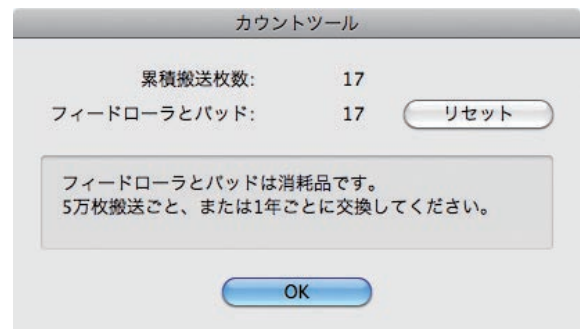 カウントツール
累積搬送枚数: 17
フィードローラとパッド: 17 リセット
フィードローラとパッドは消耗品です。
5万枚搬送ごと、または1年ごとに交換してください。
OK